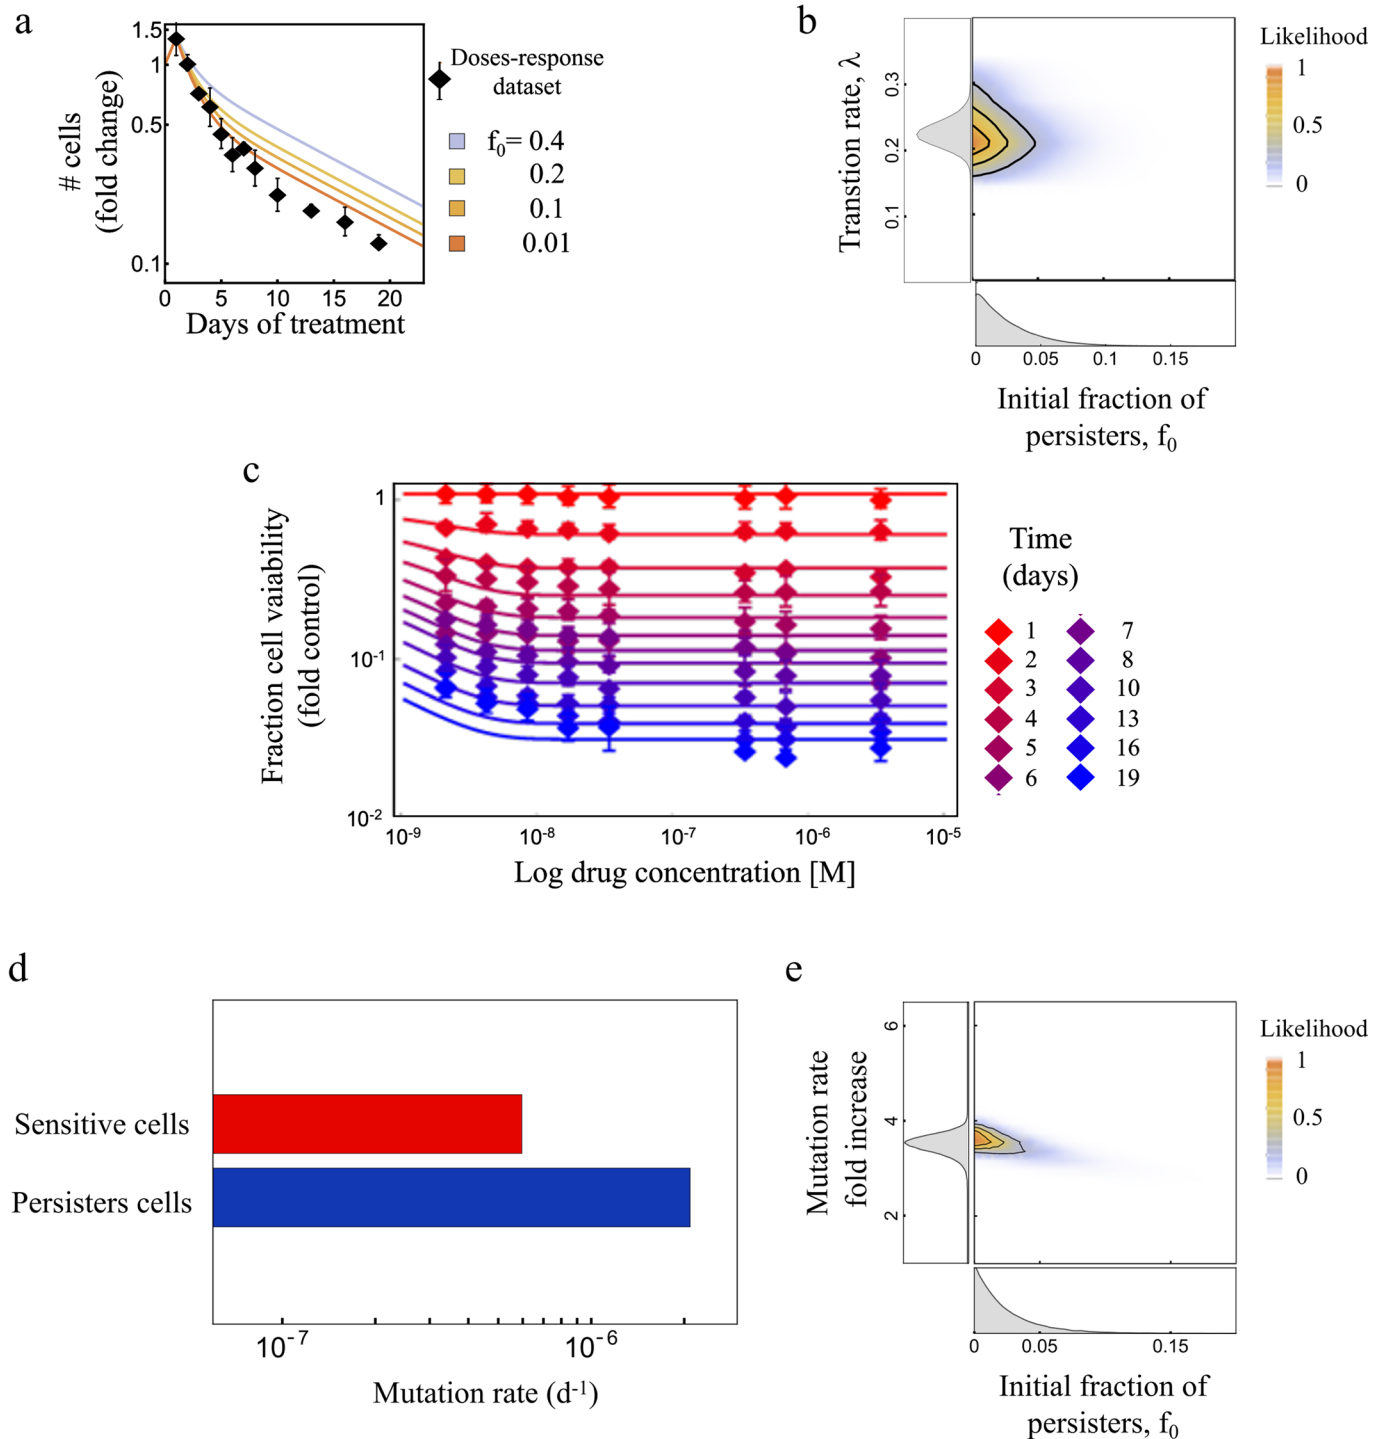 a
1.5
1
0.5
0.1
# cells
(fold change)
0 5 10 15 20
Days of treatment
Doses-response
dataset
f0= 0.4
0.2
0.1
0.01
b
Transtion rate, λ
0.3
0.2
0.1
0 0.05 0.1 0.15
Initial fraction of
persisters, f0
Likelihood
1
0.5
0
c
Fraction cell vaiability
(fold control)
1
10-1
10-2
10-9 10-8 10-7 10-6 10-5
Log drug concentration [M]
Time
(days)
1 7
2 8
3 10
4 13
5 16
6 19
d
Sensitive cells
Persisters cells
10-7 10-6
Mutation rate (d-1)
e
Mutation rate
fold increase
6
4
2
0 0.05 0.15
Initial fraction of
persisters, f0
Likelihood
1
0.5
0